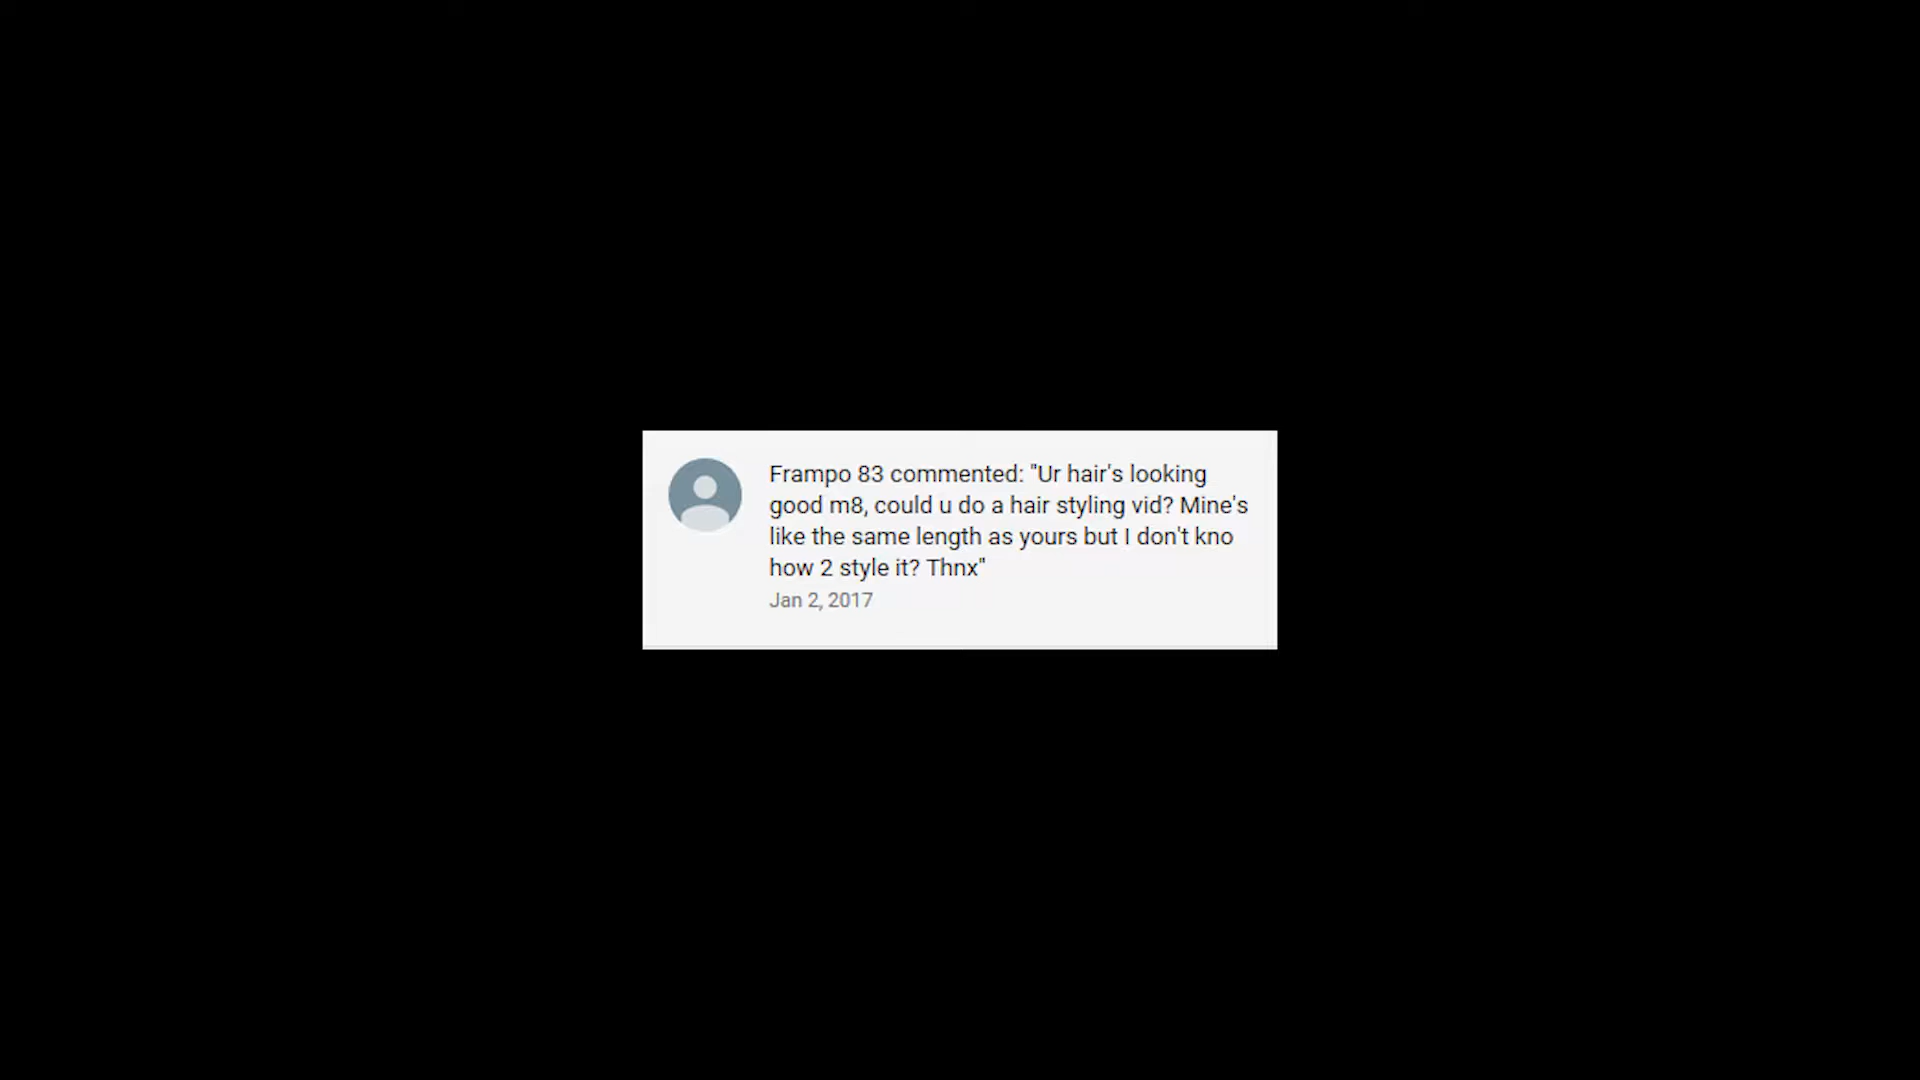 Frampo 83 commented: "Ur hair's looking
good m8, could u do a hair styling vid? Mine's
like the same length as yours but I don't kno
how 2 style it? Thnx"
Jan 2, 2017